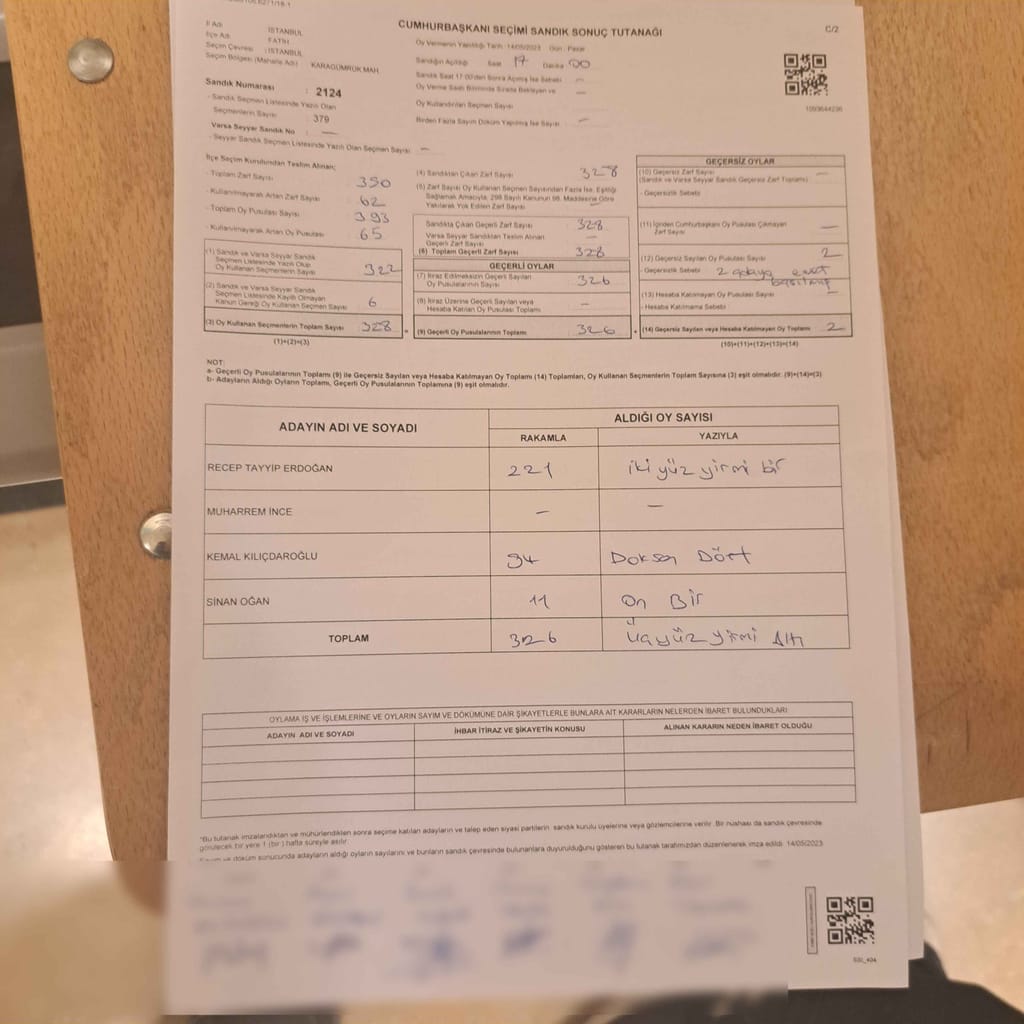 CUMHURBAŞKANI SEÇİMİ SANDIK SONUÇ TUTANAĞI
C/2
İl Adı İSTANBUL
İlçe Adı FATİH
Seçim Çevresi : İSTANBUL
Seçim Bölgesi (Mahalle Adı) KARAGÜMRÜK MAH.
Oy Vermenin Yapıldığı Tarih: 14/05/2023 Gün : Pazar
Sandığın Açıldığı Saat 17 Dakika 00
Sandık Saat 17:00'den Sonra Açılmış İse Sebebi —
Oy Verme Saati Bitiminde Sırada Bekleyen ve —
Oy Kullandırılan Seçmen Sayısı
Birden Fazla Sayım Döküm Yapılmış İse Sayısı —
Sandık Numarası : 2124
- Sandık Seçmen Listesinde Yazılı Olan
Seçmenlerin Sayısı : 379
Varsa Seyyar Sandık No : —
- Seyyar Sandık Seçmen Listesinde Yazılı Olan Seçmen Sayısı —
İlçe Seçim Kurulundan Teslim Alınan;
- Toplam Zarf Sayısı 350
- Kullanılmayarak Artan Zarf Sayısı 62
- Toplam Oy Pusulası Sayısı 393
- Kullanılmayarak Artan Oy Pusulası 65
(1) Sandık ve Varsa Seyyar Sandık
Seçmen Listesinde Yazılı Olup
Oy Kullanan Seçmenlerin Sayısı 322
(2) Sandık ve Varsa Seyyar Sandık
Seçmen Listesinde Kayıtlı Olmayan
Kanun Gereği Oy Kullanan Seçmen Sayısı 6
(3) Oy Kullanan Seçmenlerin Toplam Sayısı 328
(1)+(2)=(3)
(4) Sandıktan Çıkan Zarf Sayısı 328
(5) Zarf Sayısı Oy Kullanan Seçmen Sayısından Fazla İse, Eşitliği
Sağlamak Amacıyla, 298 Sayılı Kanunun 98. Maddesine Göre
Yakılarak Yok Edilen Zarf Sayısı —
Sandıkta Çıkan Geçerli Zarf Sayısı 328
Varsa Seyyar Sandıktan Teslim Alınan
Geçerli Zarf Sayısı —
(6) Toplam Geçerli Zarf Sayısı 328
GEÇERLİ OYLAR
(7) İtiraz Edilmeksizin Geçerli Sayılan
Oy Pusulalarının Sayısı 326
(8) İtiraz Üzerine Geçerli Sayılan veya
Hesaba Katılan Oy Pusulası Toplamı —
(9) Geçerli Oy Pusulalarının Toplamı 326
GEÇERSİZ OYLAR
(10) Geçersiz Zarf Sayısı —
(Sandık ve Varsa Seyyar Sandık Geçersiz Zarf Toplamı)
- Geçersizlik Sebebi
(11) İçinden Cumhurbaşkanı Oy Pusulası Çıkmayan
Zarf Sayısı —
(12) Geçersiz Sayılan Oy Pusulası Sayısı 2
- Geçersizlik Sebebi 2 adaya evet
basılmış
(13) Hesaba Katılmayan Oy Pusulası Sayısı —
- Hesaba Katılmama Sebebi
(14) Geçersiz Sayılan veya Hesaba Katılmayan Oy Toplamı 2
(10)+(11)+(12)+(13)=(14)
NOT:
a- Geçerli Oy Pusulalarının Toplamı (9) ile Geçersiz Sayılan veya Hesaba Katılmayan Oy Toplamı (14) Toplamları, Oy Kullanan Seçmenlerin Toplam Sayısına (3) eşit olmalıdır. (9)+(14)=(3)
b- Adayların Aldığı Oyların Toplamı, Geçerli Oy Pusulalarının Toplamına (9) eşit olmalıdır.
ADAYIN ADI VE SOYADI ALDIĞI OY SAYISI
RAKAMLA YAZIYLA
RECEP TAYYİP ERDOĞAN 221 iki yüz yirmi bir
MUHARREM İNCE — —
KEMAL KILIÇDAROĞLU 94 Doksan Dört
SİNAN OĞAN 11 On Bir
TOPLAM 326 Üç yüz yirmi Altı
OYLAMA İŞ VE İŞLEMLERİNE VE OYLARIN SAYIM VE DÖKÜMÜNE DAİR ŞİKAYETLERLE BUNLARA AİT KARARLARIN NELERDEN İBARET BULUNDUKLARI
ADAYIN ADI VE SOYADI İHBAR İTİRAZ VE ŞİKAYETİN KONUSU ALINAN KARARIN NEDEN İBARET OLDUĞU
*Bu tutanak imzalandıktan ve mühürlendikten sonra seçime katılan adayların ve talep eden siyasi partilerin sandık kurulu üyelerine veya gözlemcilerine verilir. Bir nüshası da sandık çevresinde
görülecek bir yere 1 (bir) hafta süreyle asılır.
Sayım ve döküm sonucunda adayların aldığı oyların sayılarını ve bunların sandık çevresinde bulunanlara duyurulduğunu gösteren bu tutanak tarafımızdan düzenlenerek imza edildi. 14/05/2023